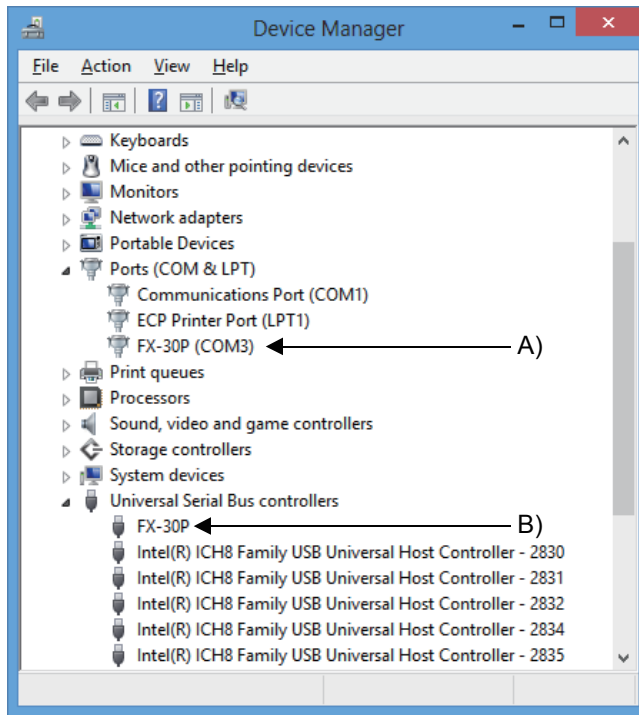 Device Manager
File Action View Help
Keyboards
Mice and other pointing devices
Monitors
Network adapters
Portable Devices
Ports (COM & LPT)
Communications Port (COM1)
ECP Printer Port (LPT1)
FX-30P (COM3) A)
Print queues
Processors
Sound, video and game controllers
Storage controllers
System devices
Universal Serial Bus controllers
FX-30P B)
Intel(R) ICH8 Family USB Universal Host Controller - 2830
Intel(R) ICH8 Family USB Universal Host Controller - 2831
Intel(R) ICH8 Family USB Universal Host Controller - 2832
Intel(R) ICH8 Family USB Universal Host Controller - 2834
Intel(R) ICH8 Family USB Universal Host Controller - 2835